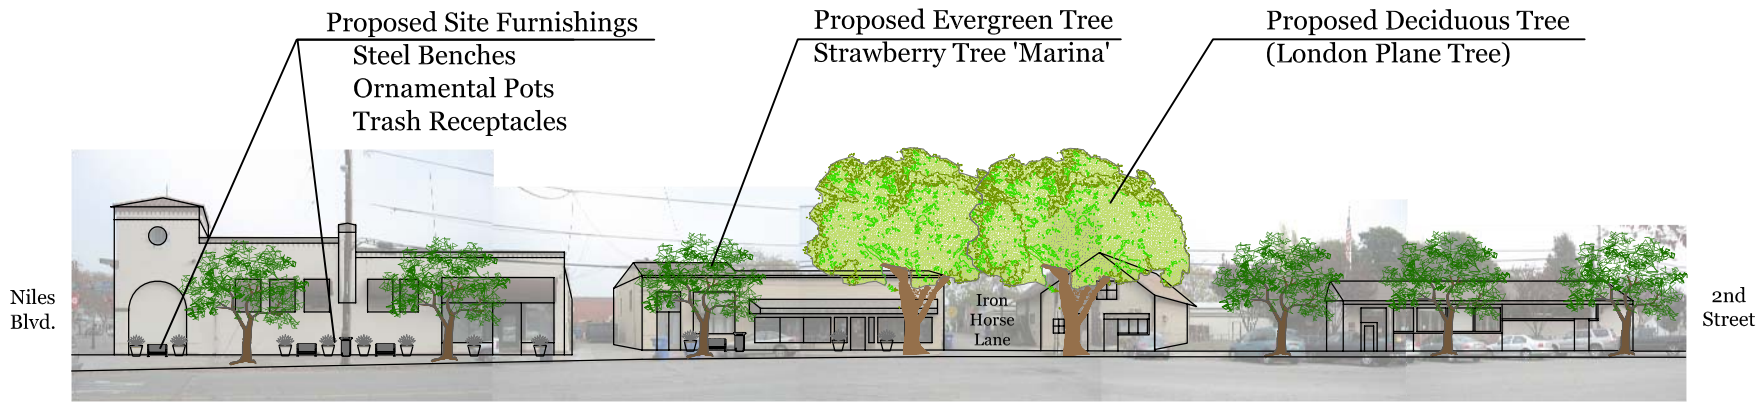 Proposed Site Furnishings
Steel Benches
Ornamental Pots
Trash Receptacles
Proposed Evergreen Tree
Strawberry Tree 'Marina'
Proposed Deciduous Tree
(London Plane Tree)
Niles
Blvd.
Iron
Horse
Lane
2nd
Street